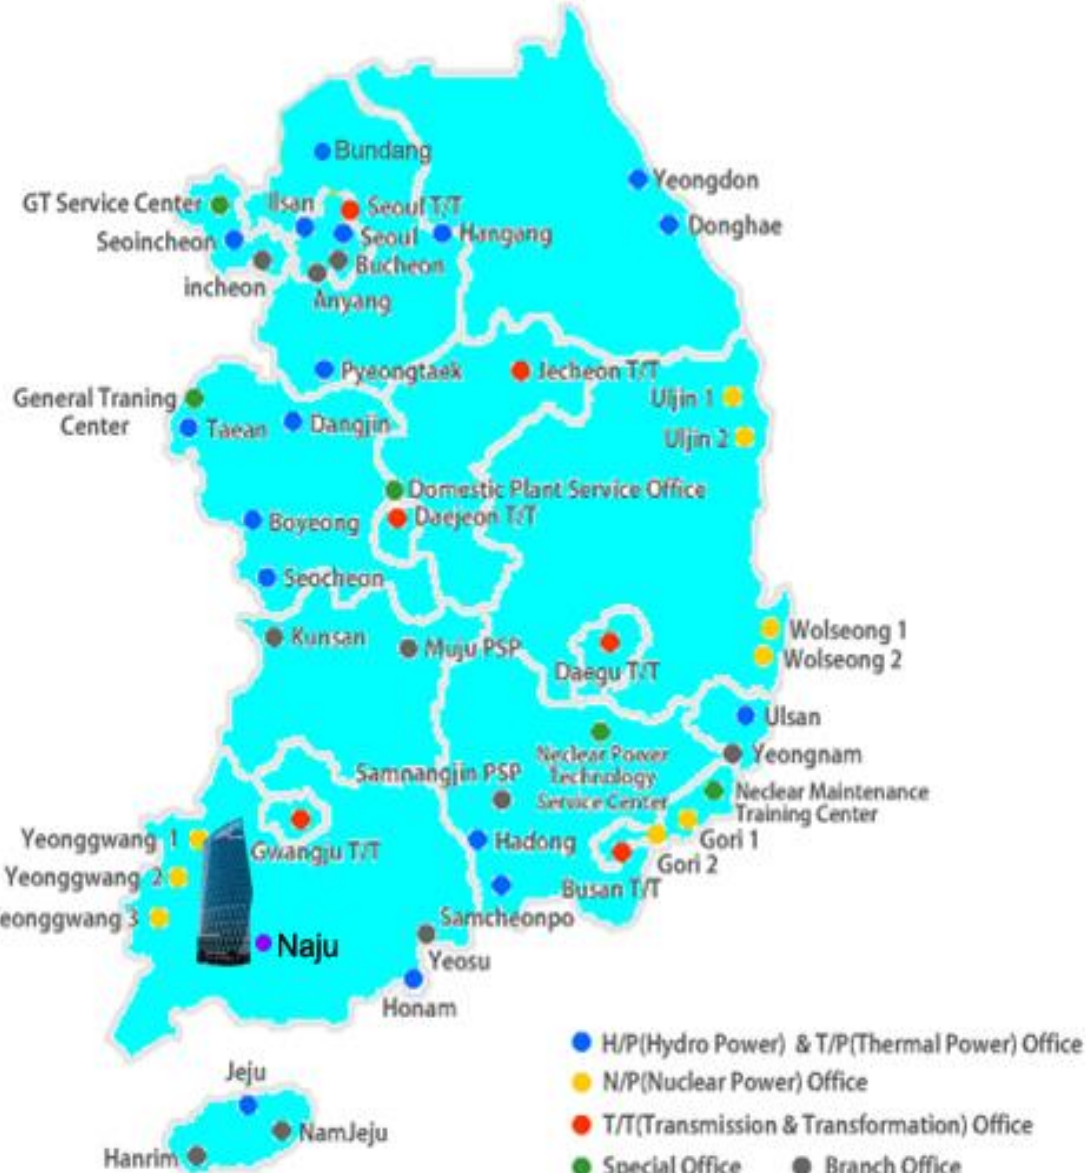 Bundang
Yeongdon
GT Service Center
Ilsan
Seoul T/T
Donghae
Seoincheon
Seoul
Hangang
Bucheon
incheon
Anyang
Pyeongtaek
Jecheon T/T
General Traning
Center
Uljin 1
Taean
Dangjin
Uljin 2
Domestic Plant Service Office
Daejeon T/T
Boyeong
Seocheon
Kunsan
Muju PSP
Wolseong 1
Wolseong 2
Daegu T/T
Ulsan
Neclear Power
Technology
Service Center
Yeongnam
Samnangjin PSP
Neclear Maintenance
Training Center
Yeonggwang 1
Gwangju T/T
Hadong
Gori 1
Gori 2
Yeonggwang 2
Busan T/T
eonggwang 3
Samcheonpo
Naju
Yeosu
Honam
H/P(Hydro Power) & T/P(Thermal Power) Office
N/P(Nuclear Power) Office
T/T(Transmission & Transformation) Office
Special Office
Branch Office
Jeju
NamJeju
Hanrim